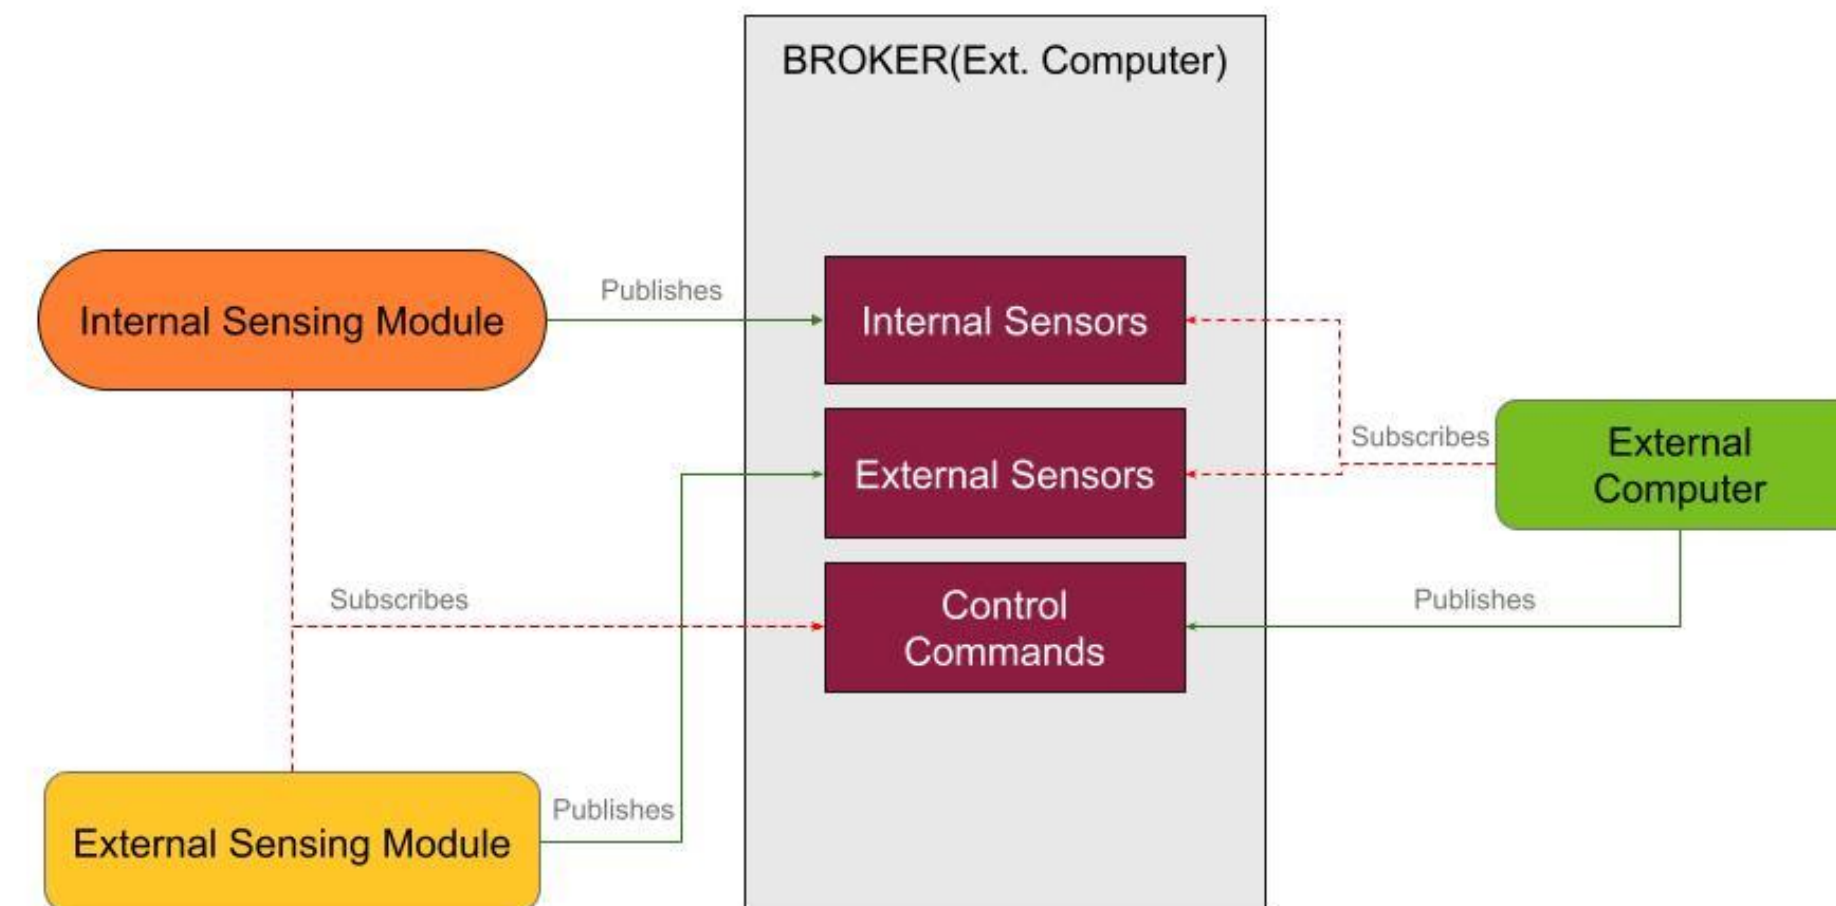 BROKER(Ext. Computer)
Publishes
Internal Sensing Module
Internal Sensors
Subscribes
External
Computer
External Sensors
Subscribes
Control
Commands
Publishes
Publishes
External Sensing Module